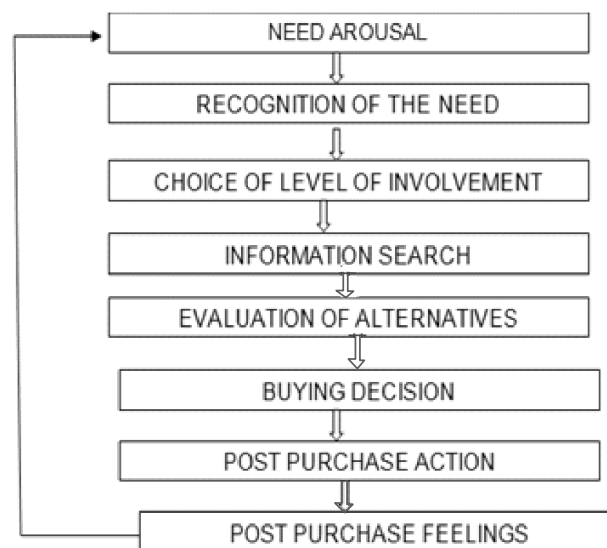 NEED AROUSAL
RECOGNITION OF THE NEED
CHOICE OF LEVEL OF INVOLVEMENT
INFORMATION SEARCH
EVALUATION OF ALTERNATIVES
BUYING DECISION
POST PURCHASE ACTION
POST PURCHASE FEELINGS